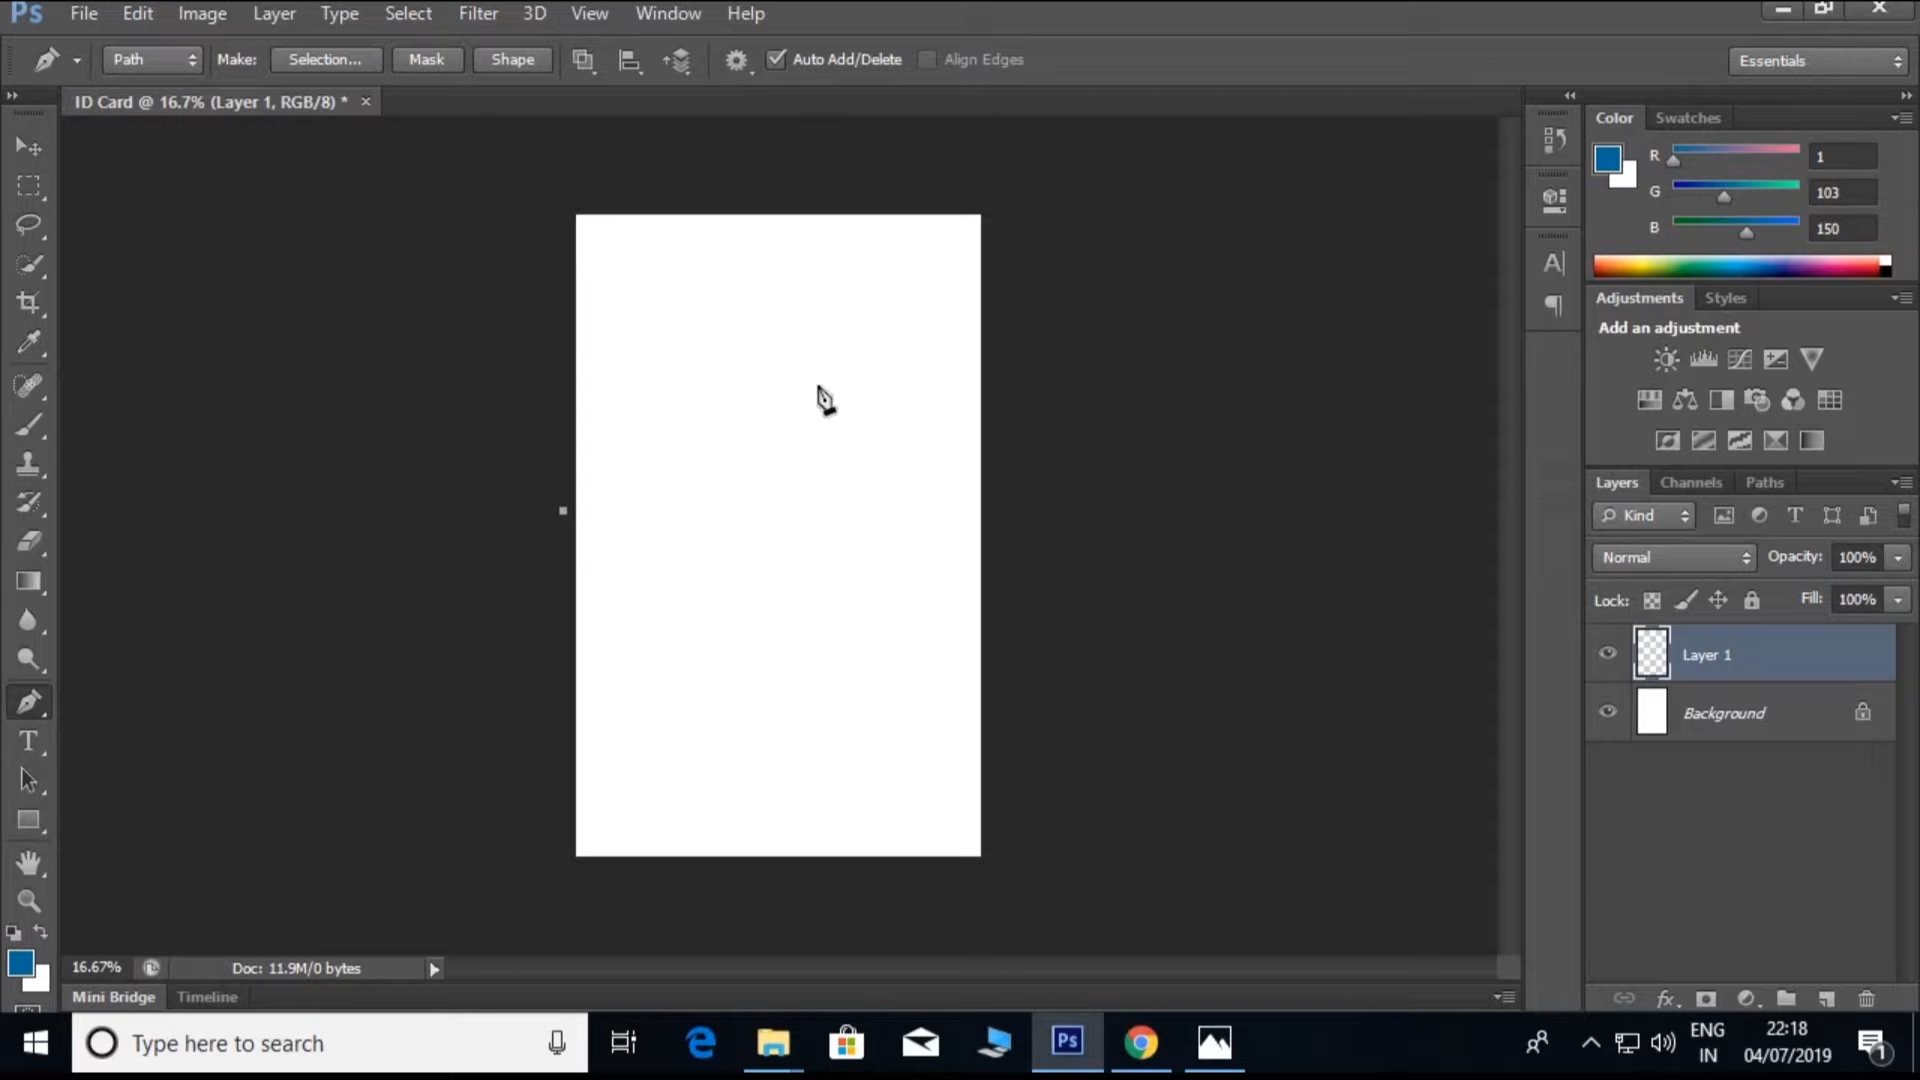 Ps File Edit Image Layer Type Select Filter 3D View Window Help
Path Make: Selection... Mask Shape Auto Add/Delete Align Edges Essentials
ID Card @ 16.7% (Layer 1, RGB/8) * ×
Color Swatches
R 1
G 103
B 150
Adjustments Styles
Add an adjustment
Layers Channels Paths
Kind
Normal Opacity: 100%
Lock: Fill: 100%
Layer 1
Background
16.67% Doc: 11.9M/0 bytes
Mini Bridge Timeline
Type here to search
Ps
ENG
IN
22:18
04/07/2019
1